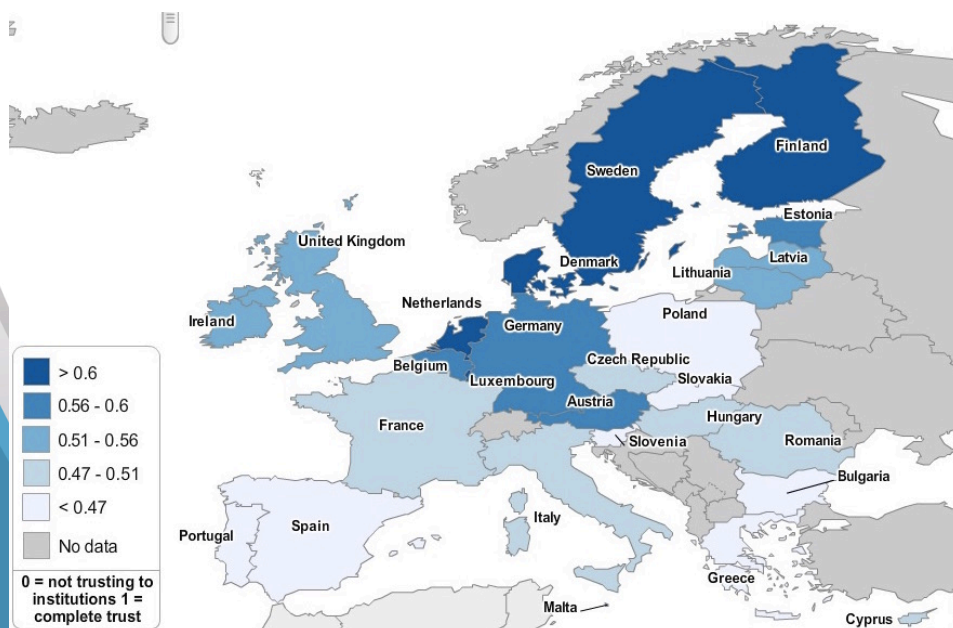 Finland
Sweden
Estonia
United Kingdom
Denmark
Latvia
Lithuania
Netherlands
Poland
Ireland
Germany
Czech Republic
Belgium
Luxembourg
Slovakia
Austria
Hungary
France
Romania
Slovenia
Bulgaria
Spain
Italy
Portugal
Greece
Malta
Cyprus
> 0.6
0.56 - 0.6
0.51 - 0.56
0.47 - 0.51
< 0.47
No data
0 = not trusting to
institutions 1 =
complete trust